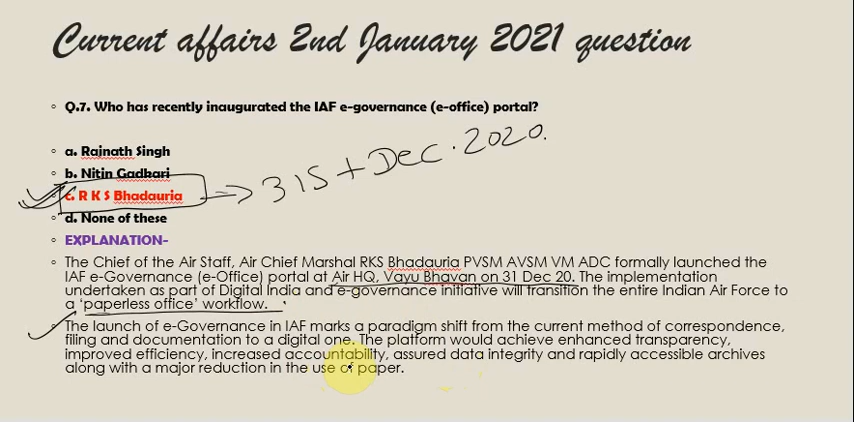 Current affairs 2nd January 2021 question
Q.7. Who has recently inaugurated the IAF e-governance (e-office) portal?
a. Rajnath Singh
b. Nitin Gadkari
c. R K S Bhadauria
31st Dec. 2020.
d. None of these
EXPLANATION-
The Chief of the Air Staff, Air Chief Marshal RKS Bhadauria PVSM AVSM VM ADC formally launched the
IAF e-Governance (e-Office) portal at Air HQ, Vayu Bhavan on 31 Dec 20. The implementation
undertaken as part of Digital India and e-governance initiative will transition the entire Indian Air Force to
a 'paperless office' workflow.
The launch of e-Governance in IAF marks a paradigm shift from the current method of correspondence,
filing and documentation to a digital one. The platform would achieve enhanced transparency,
improved efficiency, increased accountability, assured data integrity and rapidly accessible archives
along with a major reduction in the use of paper.